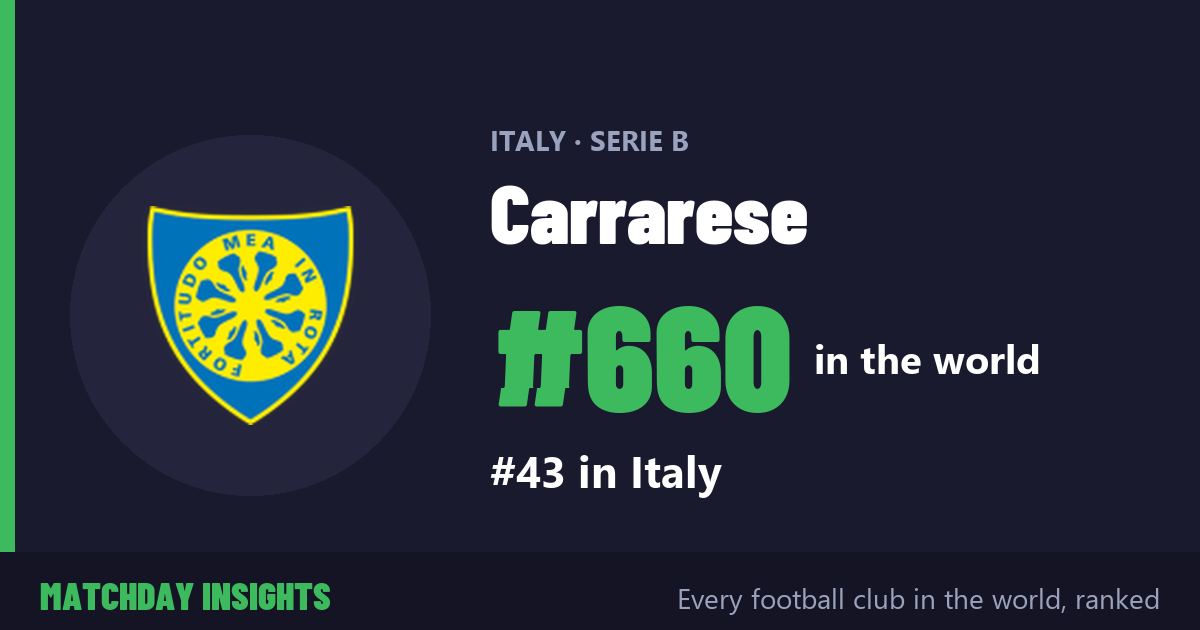 ITALY · SERIE B
Carrarese
FORTITUDO MEA IN ROTA
#660 in the world
#43 in Italy
MATCHDAY INSIGHTS
Every football club in the world, ranked